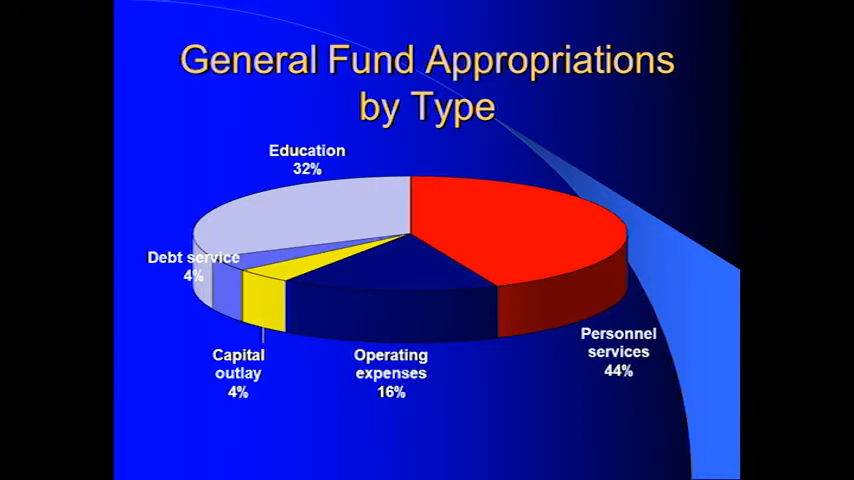 General Fund Appropriations
by Type
Education
32%
Debt service
4%
Capital
outlay
4%
Operating
expenses
16%
Personnel
services
44%